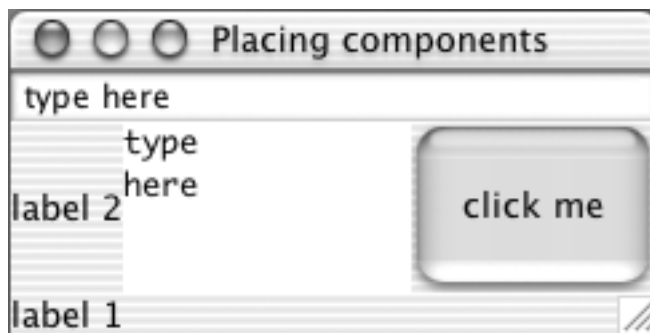 Placing components
type here
type
here
label 2
click me
label 1